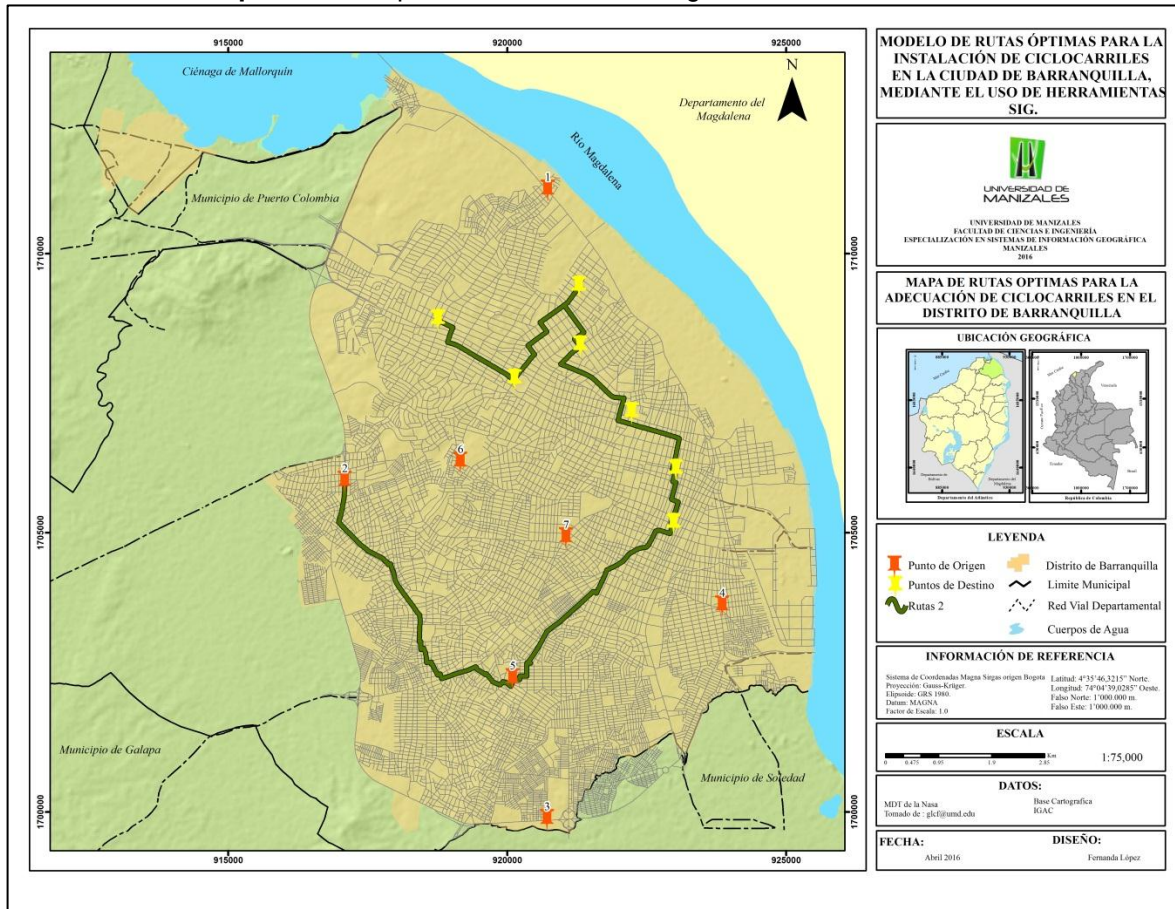 915000
920000
925000
1710000
1705000
1700000
1710000
1705000
1700000
915000
920000
925000
Ciénaga de Mallorquín
N
Departamento del
Magdalena
Río Magdalena
Municipio de Puerto Colombia
Municipio de Galapa
Municipio de Soledad
1
2
6
7
4
5
3
MODELO DE RUTAS ÓPTIMAS PARA LA
INSTALACIÓN DE CICLOCARRILES
EN LA CIUDAD DE BARRANQUILLA,
MEDIANTE EL USO DE HERRAMIENTAS
SIG.
UNIVERSIDAD DE
MANIZALES
UNIVERSIDAD DE MANIZALES
FACULTAD DE CIENCIAS E INGENIERÍA
ESPECIALIZACIÓN EN SISTEMAS DE INFORMACIÓN GEOGRÁFICA
MANIZALES
2016
MAPA DE RUTAS OPTIMAS PARA LA
ADECUACIÓN DE CICLOCARRILES EN EL
DISTRITO DE BARRANQUILLA
UBICACIÓN GEOGRÁFICA
Departamento del Atlántico
República de Colombia
LEYENDA
Punto de Origen
Puntos de Destino
Rutas 2
Distrito de Barranquilla
Limite Municipal
Red Vial Departamental
Cuerpos de Agua
INFORMACIÓN DE REFERENCIA
Sistema de Coordenadas Magna Sirgas origen Bogota
Proyección: Gauss-Krüger.
Elipsoide: GRS 1980.
Datum: MAGNA
Factor de Escala: 1.0
Latitud: 4°35'46,3215” Norte.
Longitud: 74°04'39,0285” Oeste.
Falso Norte: 1'000.000 m.
Falso Este: 1'000.000 m.
ESCALA
0 0.475 0.95 1.9 2.85 Km
1:75,000
DATOS:
MDT de la Nasa
Tomado de : glcf@umd.edu
Base Cartografica
IGAC
FECHA:
Abril 2016
DISEÑO:
Fernanda López